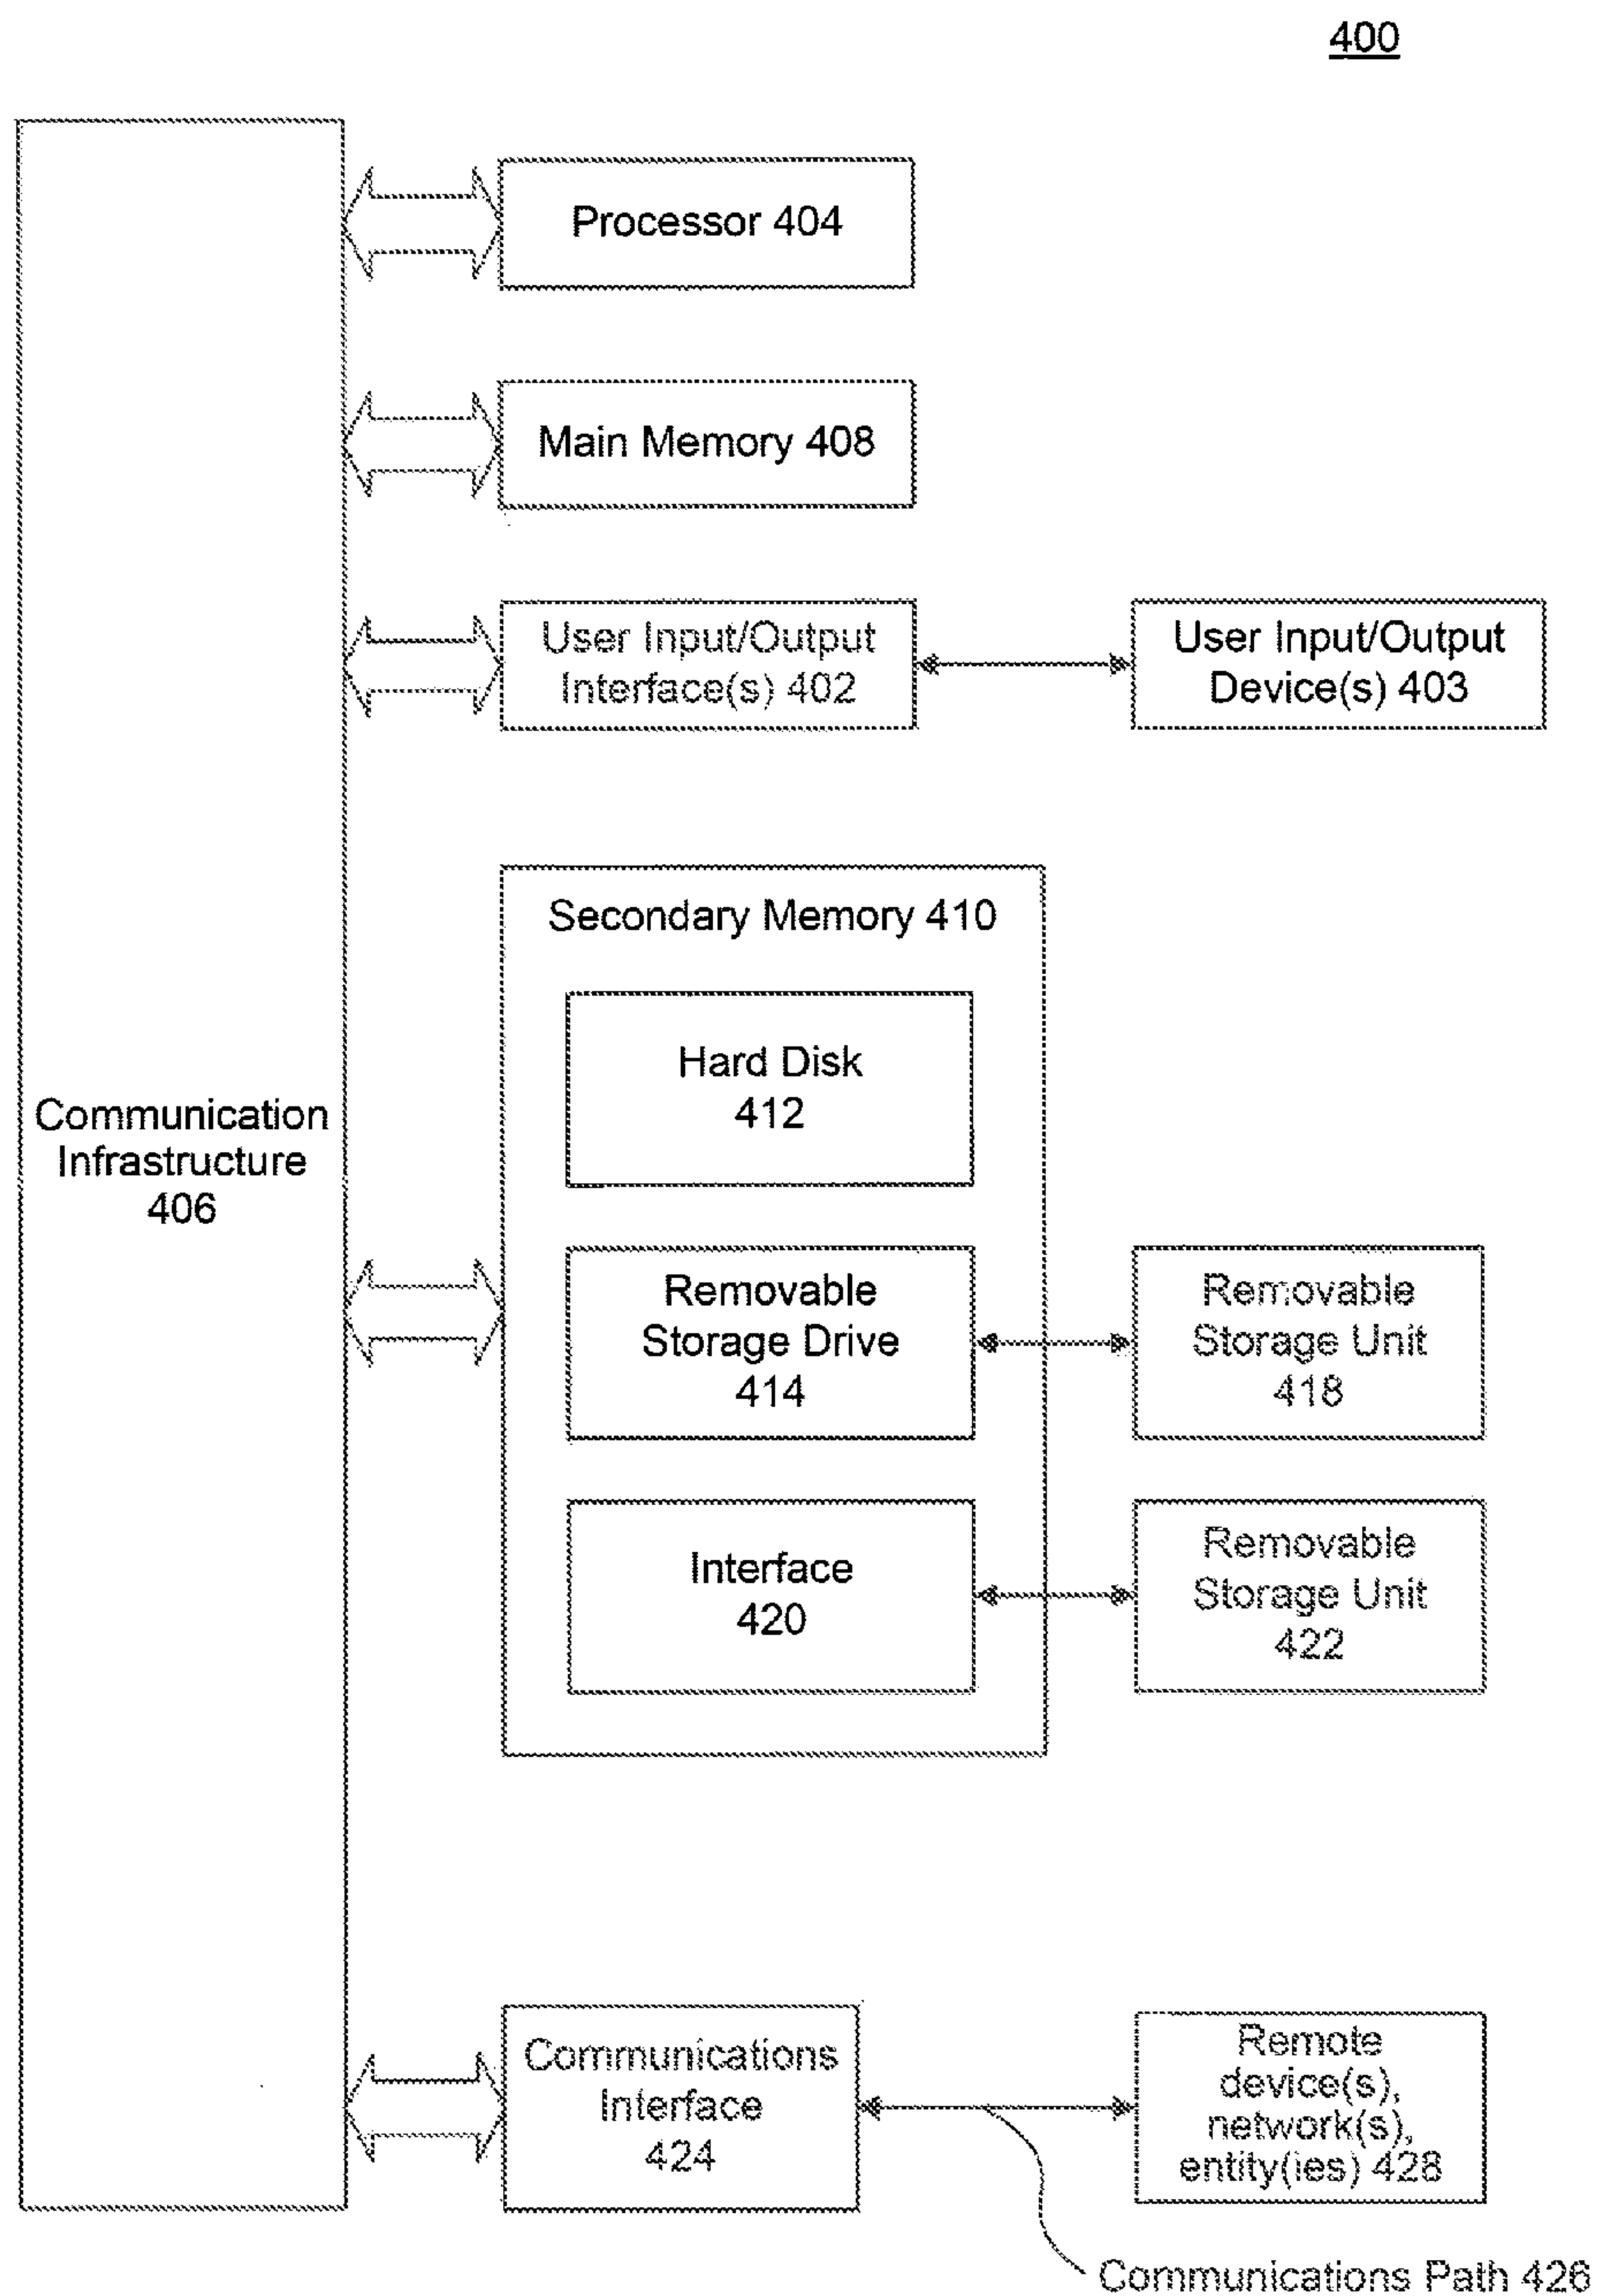 400
Processor 404
Main Memory 408
User Input/Output
Interface(s) 402
User Input/Output
Device(s) 403
Secondary Memory 410
Hard Disk
412
Communication
Infrastructure
406
Removable
Storage Drive
414
Removable
Storage Unit
418
Interface
420
Removable
Storage Unit
422
Communications
Interface
424
Remote
device(s),
network(s),
entity(ies) 428
Communications Path 426